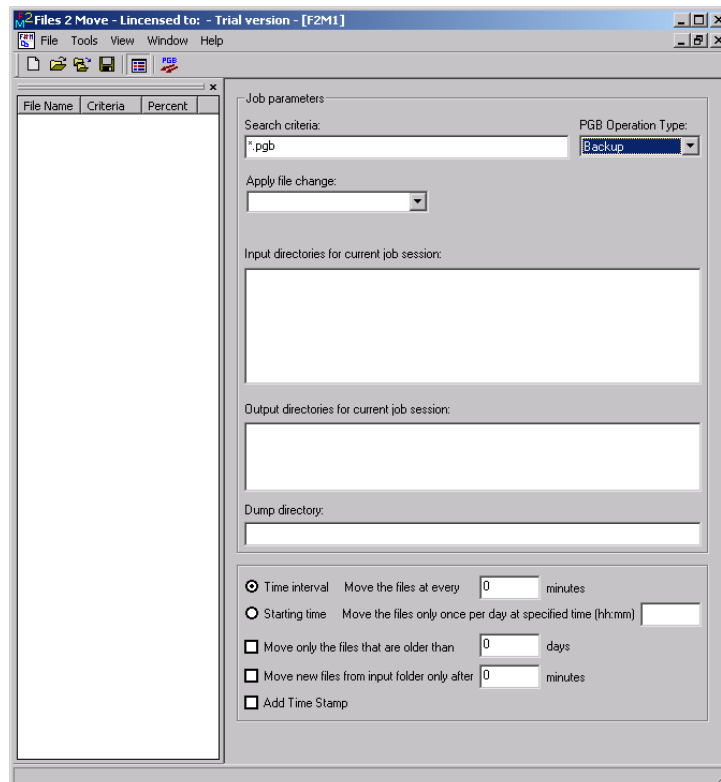 M2 Files 2 Move - Lincensed to: - Trial version - [F2M1]
File Tools View Window Help
PGB
File Name Criteria Percent
Job parameters
Search criteria: PGB Operation Type:
*.pgb Backup
Apply file change:
Input directories for current job session:
Output directories for current job session:
Dump directory:
Time interval Move the files at every 0 minutes
Starting time Move the files only once per day at specified time (hh:mm)
Move only the files that are older than 0 days
Move new files from input folder only after 0 minutes
Add Time Stamp